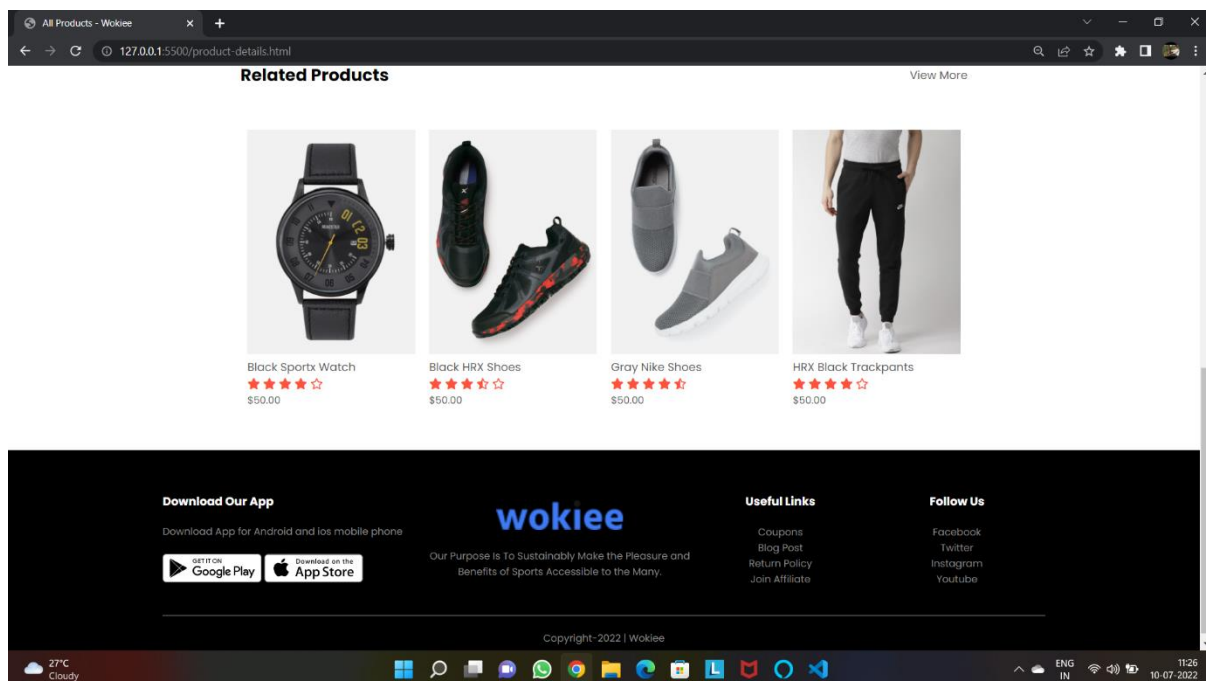 All Products - Wokiee
127.0.0.1:5500/product-details.html
Related Products
View More
Black Sportx Watch
$50.00
Black HRX Shoes
$50.00
Gray Nike Shoes
$50.00
HRX Black Trackpants
$50.00
Download Our App
Download App for Android and ios mobile phone
GET IT ON
Google Play
Download on the
App Store
wokiee
Our Purpose Is To Sustainably Make the Pleasure and
Benefits of Sports Accessible to the Many.
Useful Links
Coupons
Blog Post
Return Policy
Join Affiliate
Follow Us
Facebook
Twitter
Instagram
Youtube
Copyright-2022 | Wokiee
27°C
Cloudy
L
ENG
IN
11:26
10-07-2022